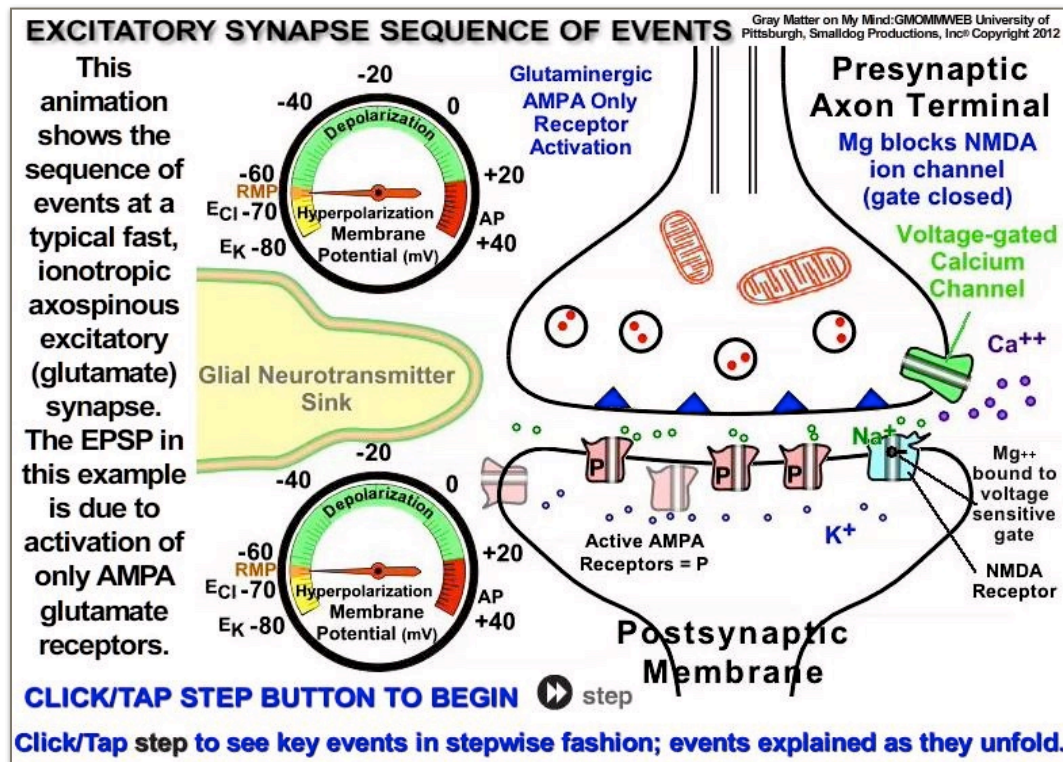 EXCITATORY SYNAPSE SEQUENCE OF EVENTS
Gray Matter on My Mind:GMOMMWEB University of
Pittsburgh, Smalldog Productions, Inc® Copyright 2012
This
animation
shows the
sequence of
events at a
typical fast,
ionotropic
axospinous
excitatory
(glutamate)
synapse.
The EPSP in
this example
is due to
activation of
only AMPA
glutamate
receptors.
-20
-40
0
Depolarization
-60
+20
RMP
ECl -70
AP
Hyperpolarization
EK -80
+40
Membrane
Potential (mV)
Glutaminergic
AMPA Only
Receptor
Activation
Presynaptic
Axon Terminal
Mg blocks NMDA
ion channel
(gate closed)
Voltage-gated
Calcium
Channel
Ca++
Glial Neurotransmitter
Sink
Na+
P
P
P
Mg++
bound to
voltage
sensitive
gate
NMDA
Receptor
K+
Active AMPA
Receptors = P
-20
-40
0
Depolarization
-60
+20
RMP
ECl -70
AP
Hyperpolarization
EK -80
+40
Membrane
Potential (mV)
Postsynaptic
Membrane
CLICK/TAP STEP BUTTON TO BEGIN step
Click/Tap step to see key events in stepwise fashion; events explained as they unfold.